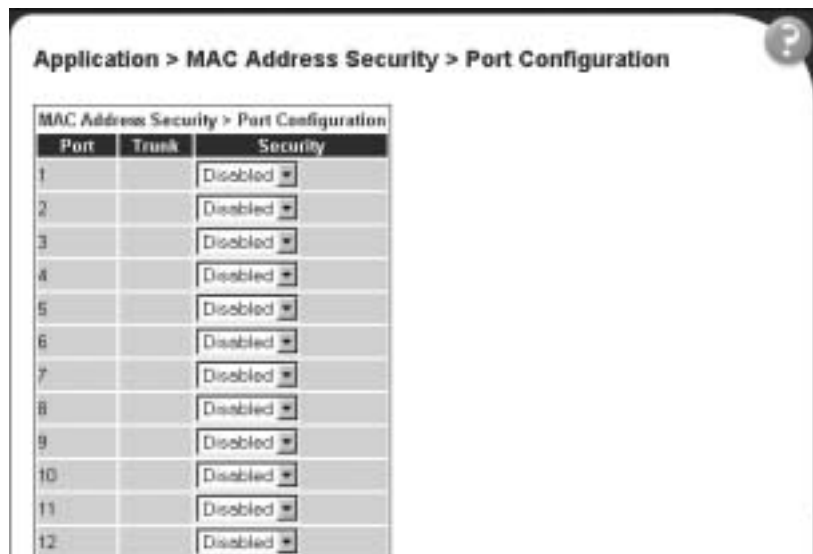 ?
Application > MAC Address Security > Port Configuration
MAC Address Security > Port Configuration
Port Trunk Security
1 Disabled
2 Disabled
3 Disabled
4 Disabled
5 Disabled
6 Disabled
7 Disabled
8 Disabled
9 Disabled
10 Disabled
11 Disabled
12 Disabled